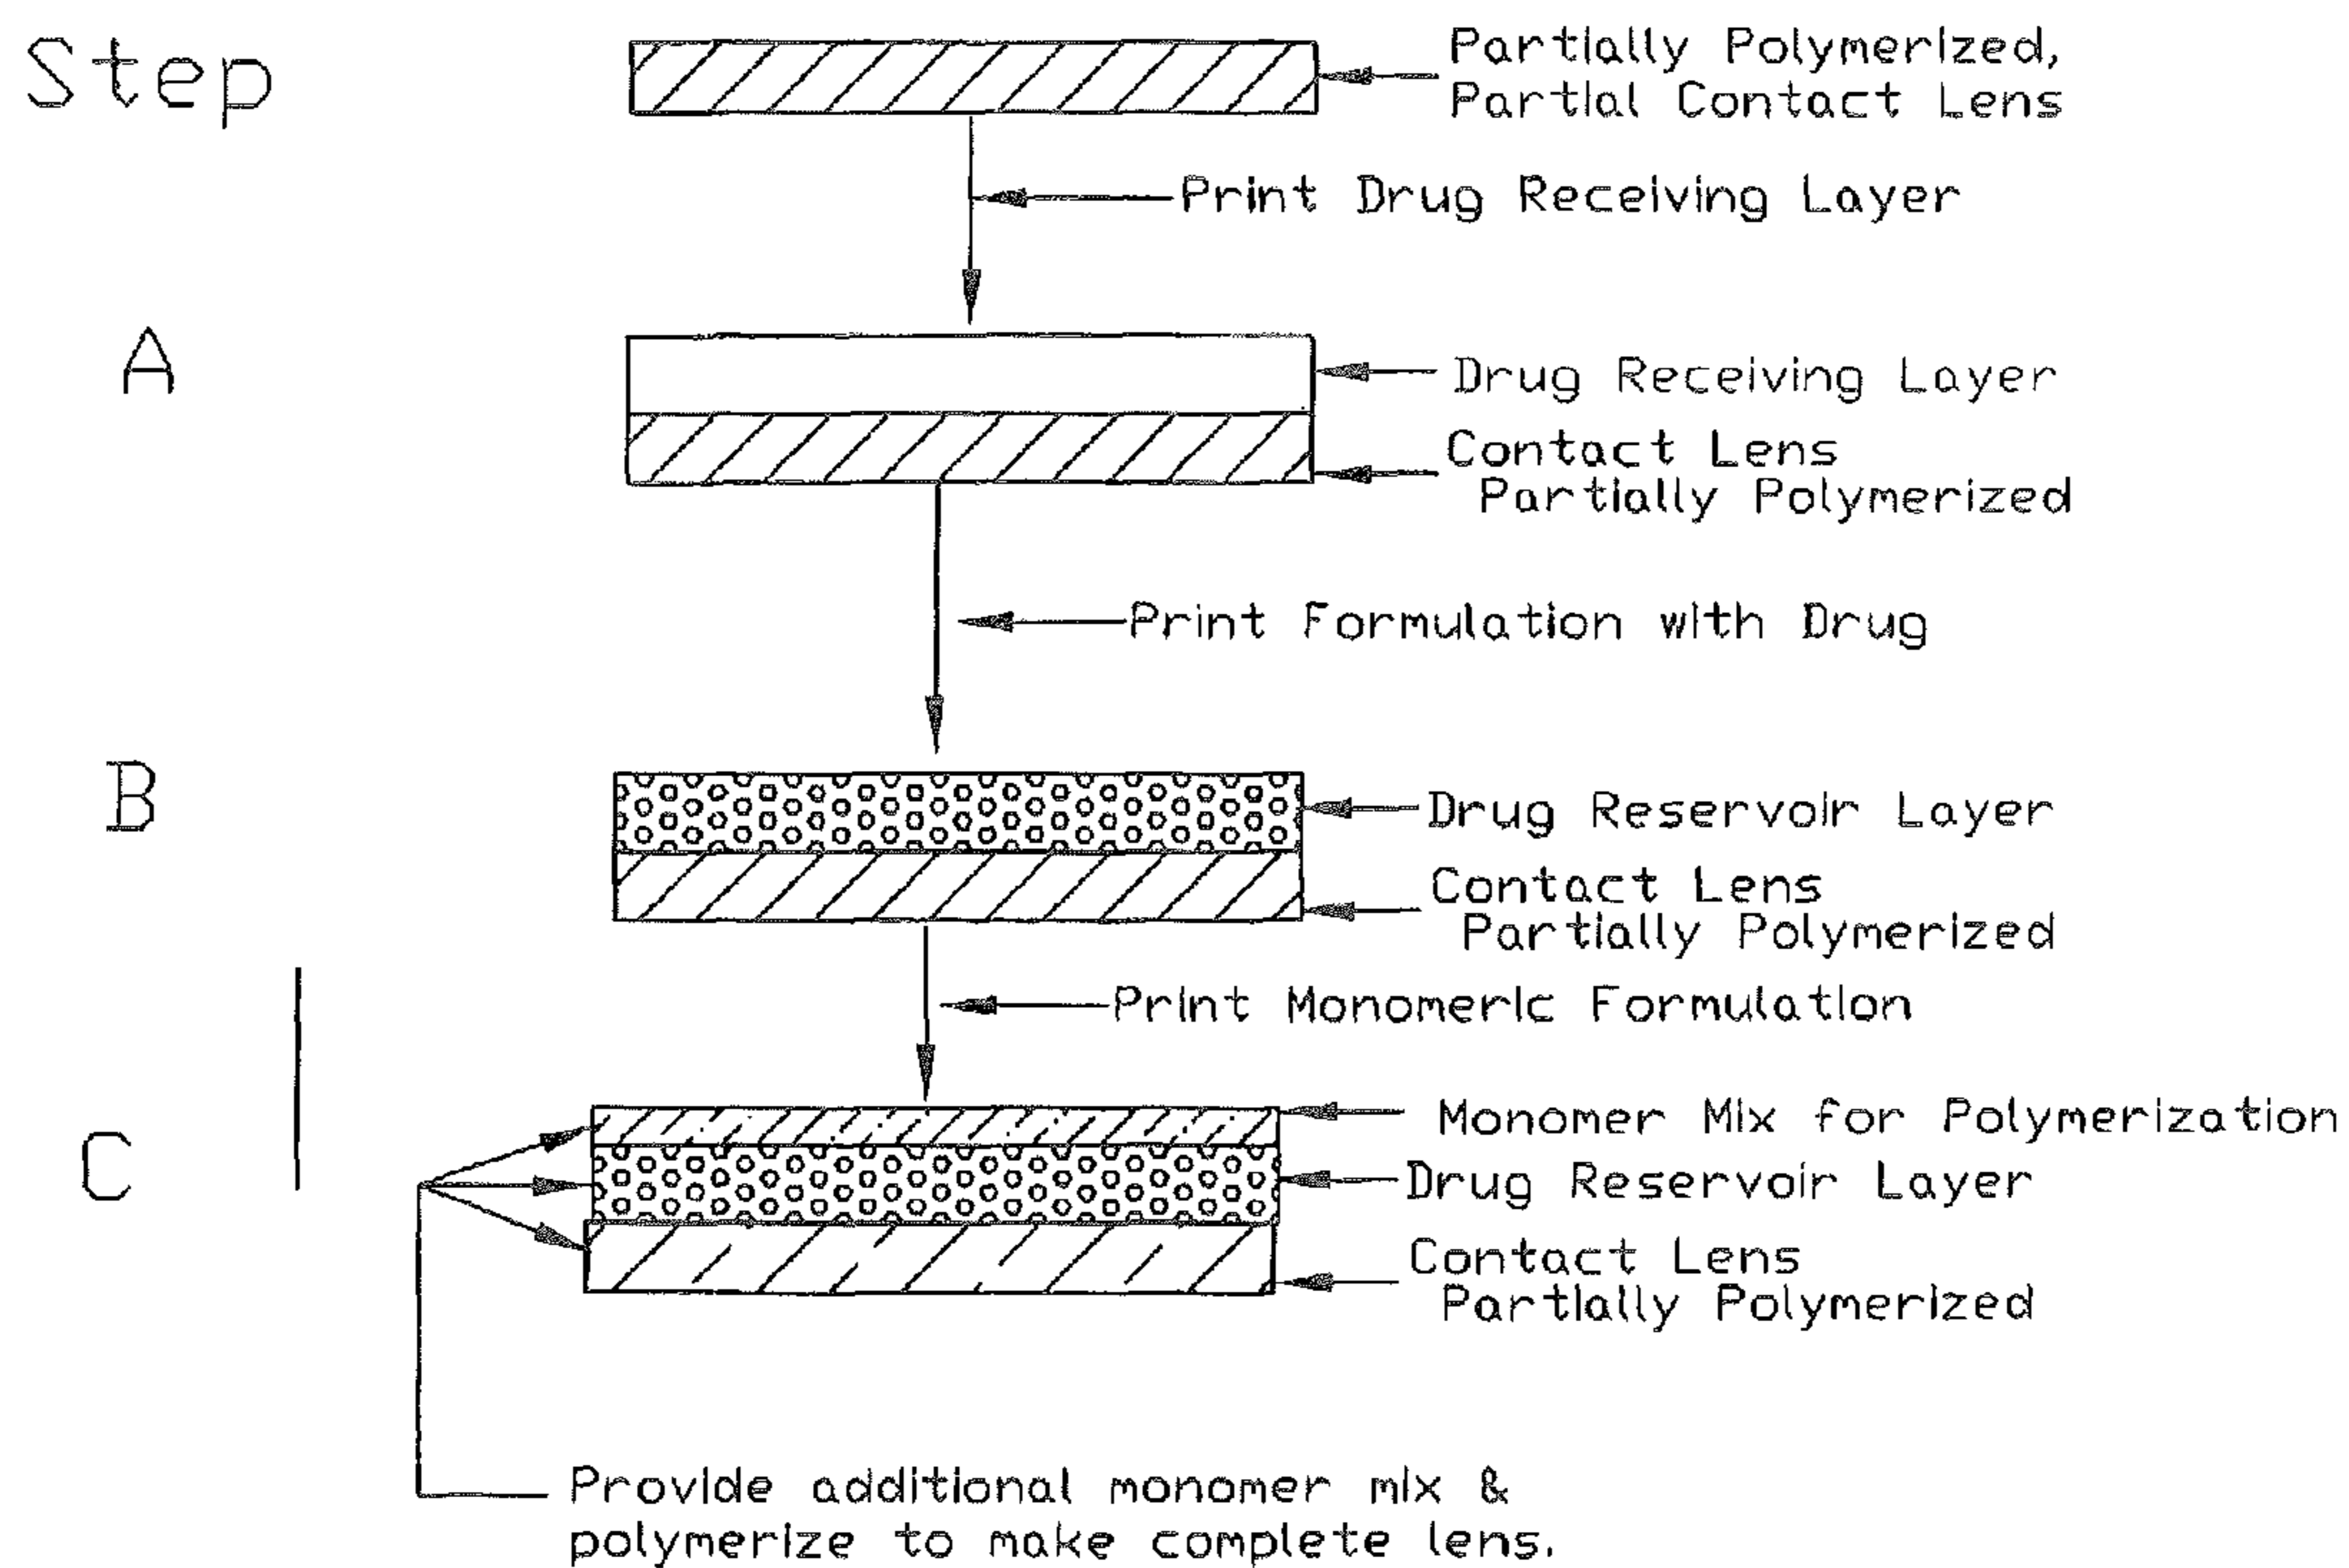 Step
Partially Polymerized,
Partial Contact Lens
Print Drug Receiving Layer
A
Drug Receiving Layer
Contact Lens
Partially Polymerized
Print Formulation with Drug
B
Drug Reservoir Layer
Contact Lens
Partially Polymerized
Print Monomeric Formulation
C
Monomer Mix for Polymerization
Drug Reservoir Layer
Contact Lens
Partially Polymerized
Provide additional monomer mix &
polymerize to make complete lens.